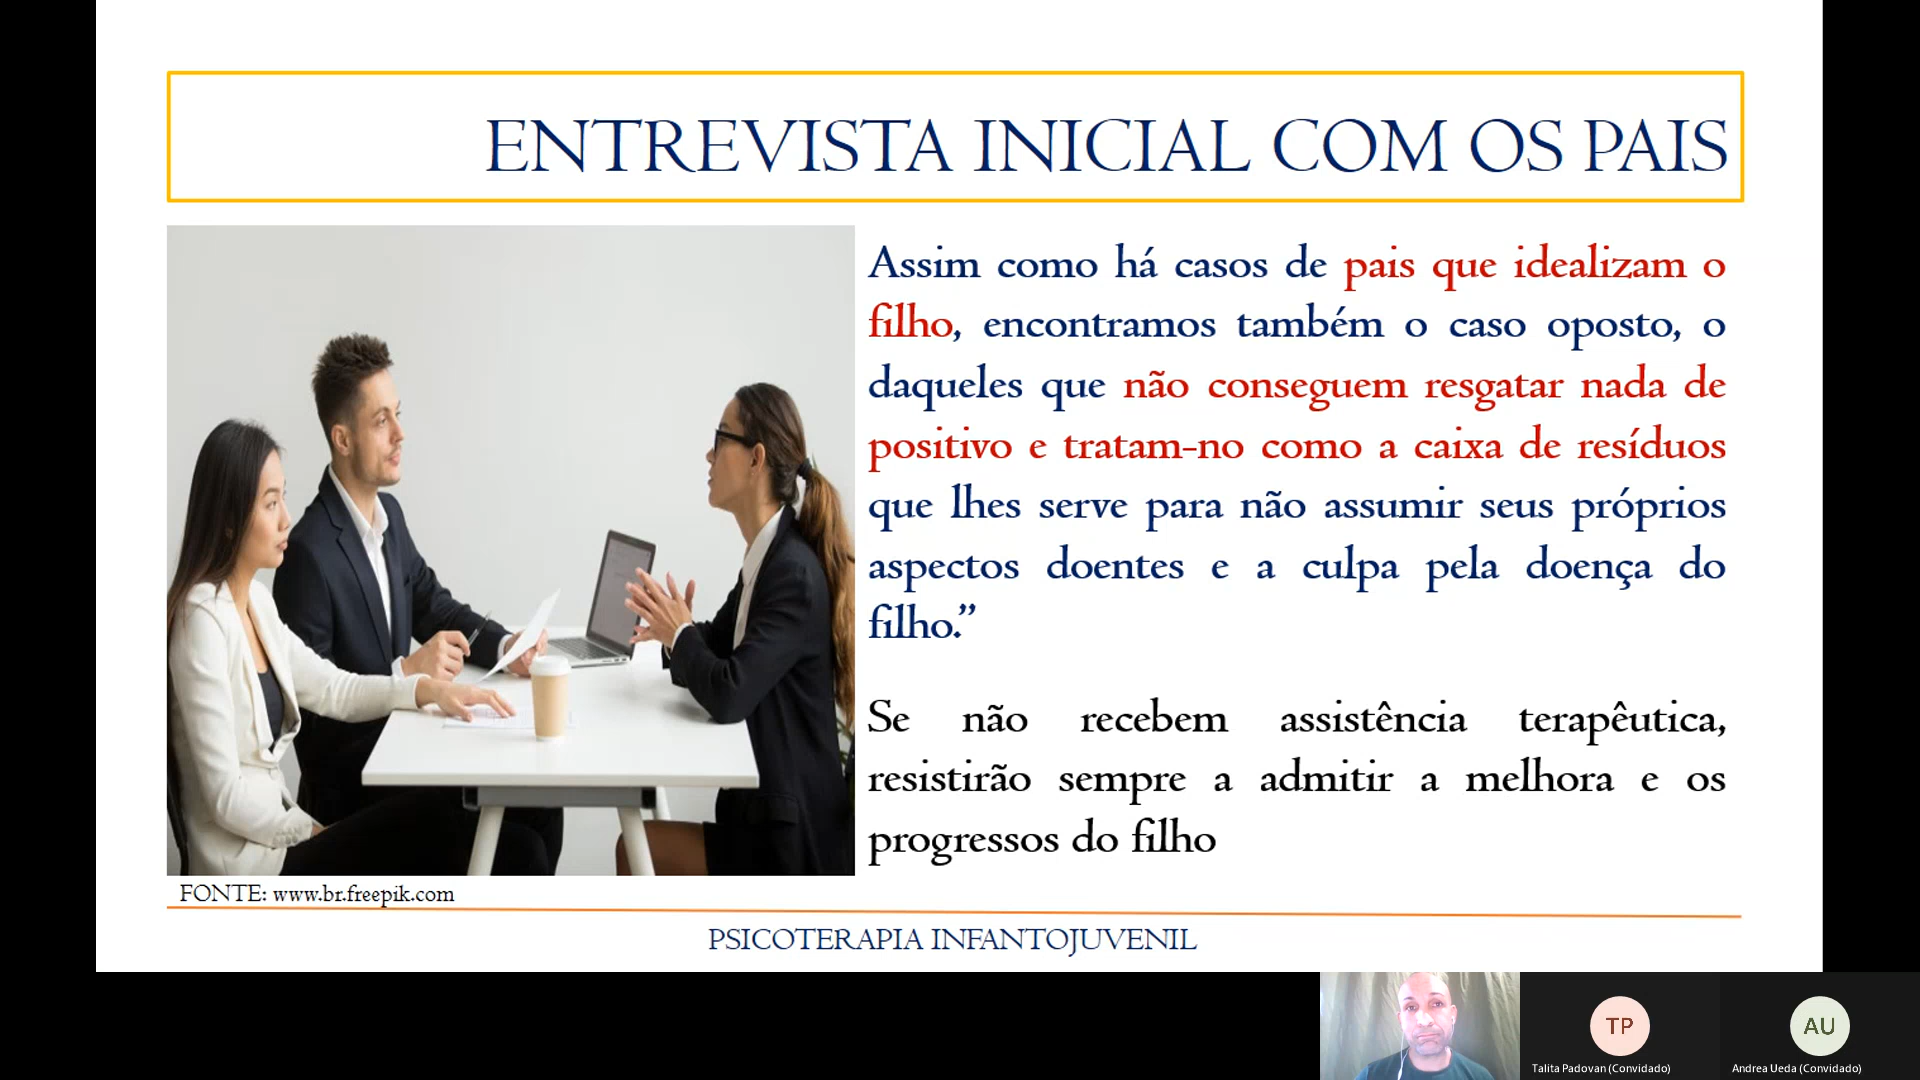 ENTREVISTA INICIAL COM OS PAIS
Assim como há casos de pais que idealizam o
filho, encontramos também o caso oposto, o
daqueles que não conseguem resgatar nada de
positivo e tratam-no como a caixa de resíduos
que lhes serve para não assumir seus próprios
aspectos doentes e a culpa pela doença do
filho.”
Se não recebem assistência terapêutica,
resistirão sempre a admitir a melhora e os
progressos do filho
FONTE: www.br.freepik.com
PSICOTERAPIA INFANTOJUVENIL
TP
AU
Talita Padovan (Convidado)
Andrea Ueda (Convidado)